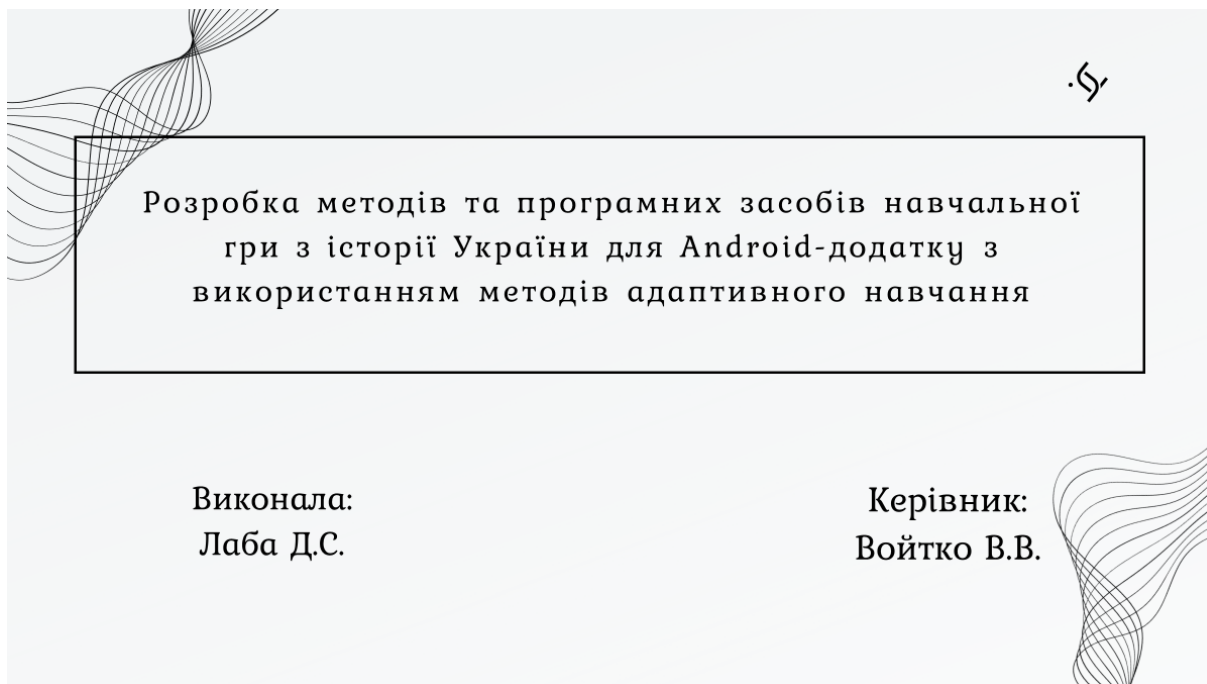 Розробка методів та програмних засобів навчальної
гри з історії України для Android-додатку з
використанням методів адаптивного навчання
Виконала:
Лаба Д.С.
Керівник:
Войтко В.В.